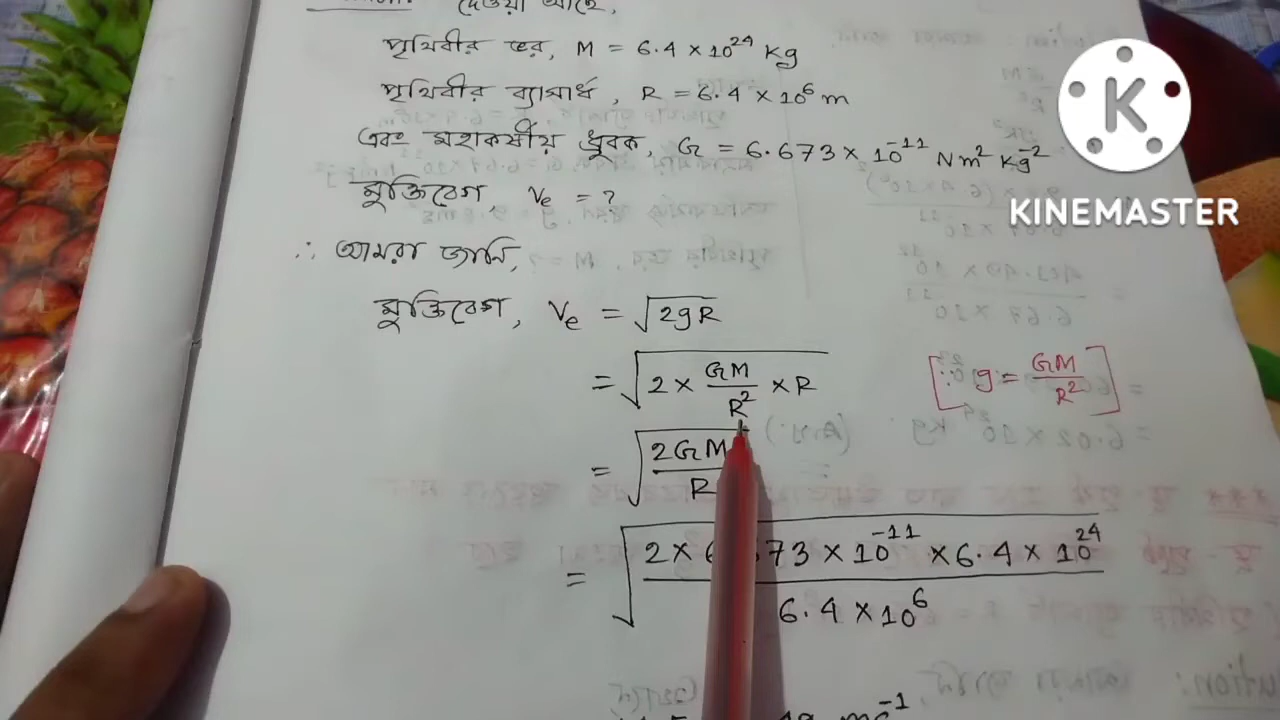 দেওয়া আছে,
পৃথিবীর ভর, M = 6.4 × 10²⁴ Kg
পৃথিবীর ব্যাসার্ধ, R = 6.4 × 10⁶ m
এবং মহাকর্ষীয় ধ্রুবক, G = 6.673 × 10⁻¹¹ Nm² Kg⁻²
মুক্তিবেগ, Vₑ = ?
∴ আমরা জানি,
মুক্তিবেগ, Vₑ = √2gR
= √2 × GM/R² × R [∵ g = GM/R²]
= √2GM/R
= √2 × 6 73 × 10⁻¹¹ × 6.4 × 10²⁴ / 6.4 × 10⁶
KINEMASTER